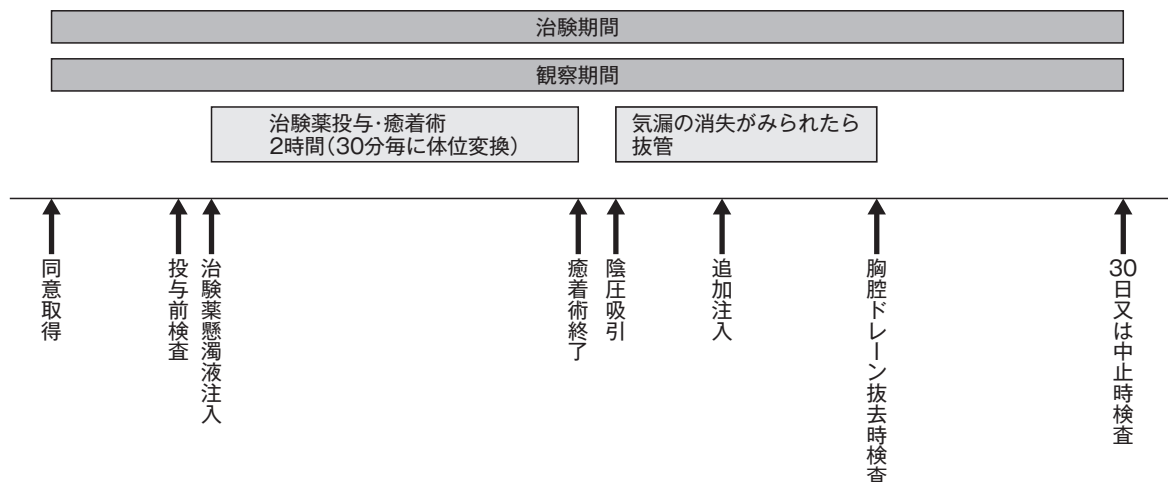 治験期間
観察期間
治験薬投与・癒着術
2時間（30分毎に体位変換）
気漏の消失がみられたら
抜管
同意取得
投与前検査
治験薬懸濁液注入
癒着術終了
陰圧吸引
追加注入
胸腔ドレーン抜去時検査
30日又は中止時検査